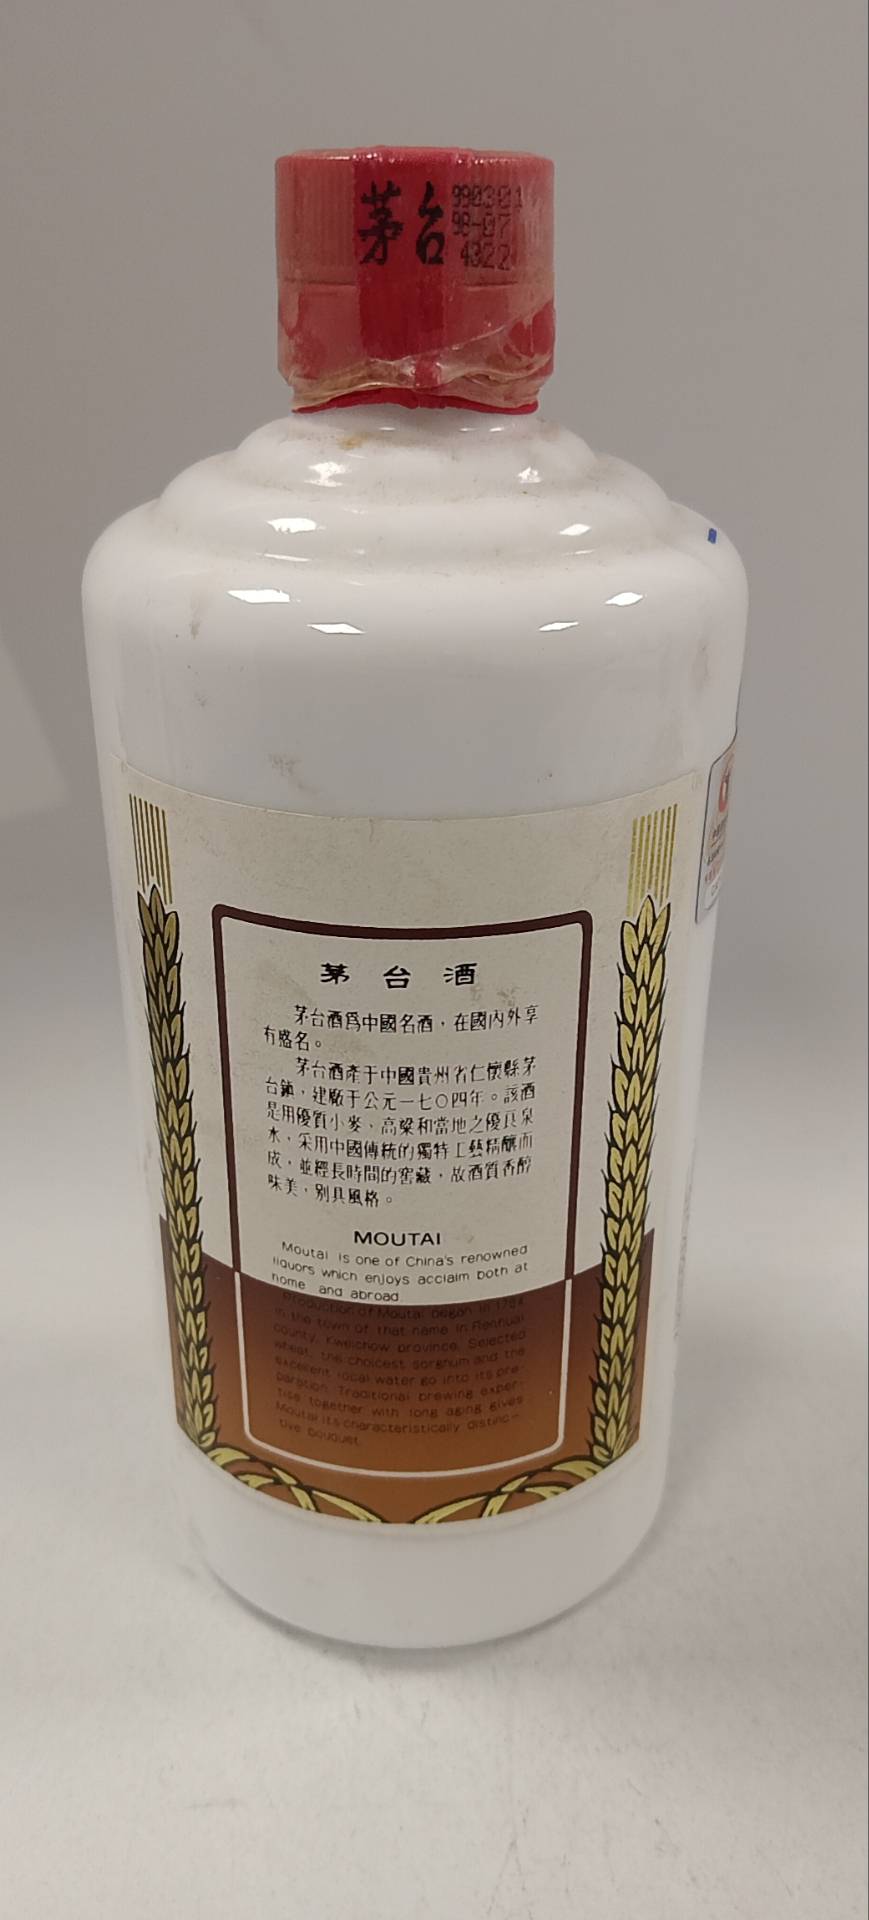 茅台
990301
98-07
4322
茅台酒
茅台酒爲中國名酒，在國內外享
有盛名。
茅台酒產于中國貴州省仁懷縣茅
台鎮，建廠于公元一七〇四年。該酒
是用優質小麥、高粱和當地之優良泉
水，采用中國傳統的獨特工藝精釀而
成，並經長時間的窖藏，故酒質香醇
味美，別具風格。
MOUTAI
Moutai is one of China's renowned
liquors which enjoys acclaim both at
home and abroad.
Production of Moutai began in 1704
in the town of that name in Renhuai
county, Kweichow province. Selected
wheat, the choicest sorghum and the
excellent local water go into its pre-
paration. Traditional brewing exper-
tise together with long aging gives
Moutai its characteristically distinc-
tive bouquet.